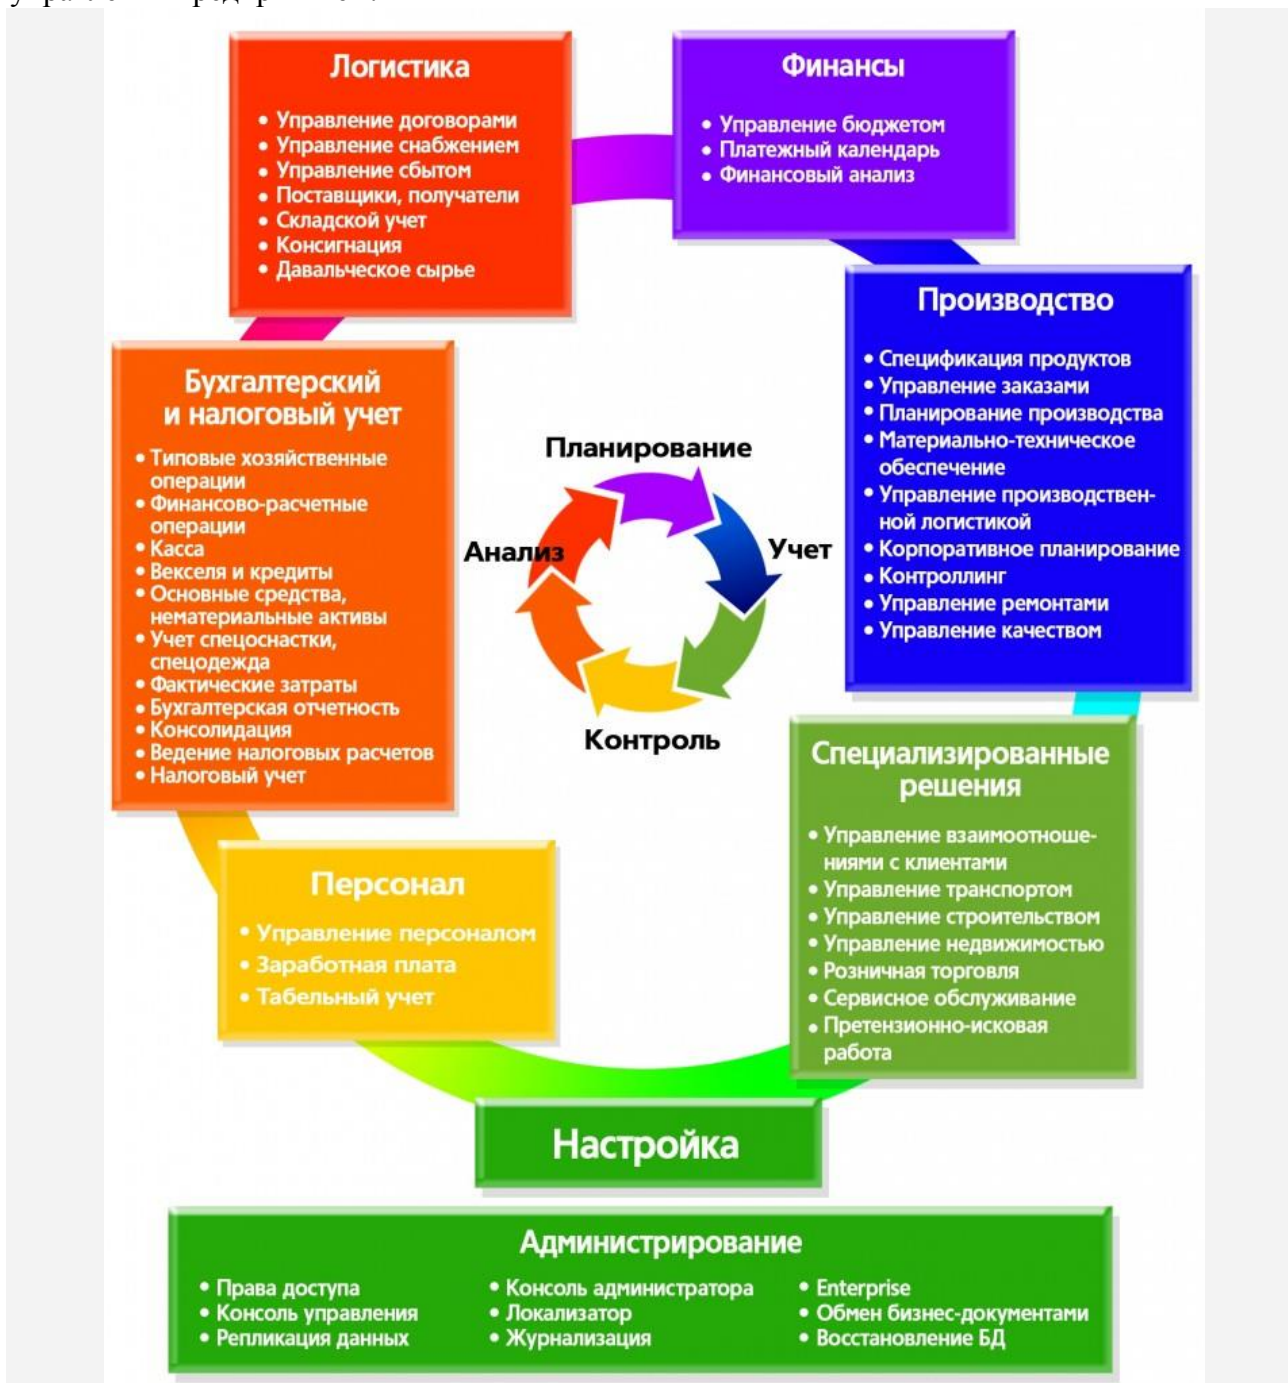 Логистика
• Управление договорами
• Управление снабжением
• Управление сбытом
• Поставщики, получатели
• Складской учет
• Консигнация
• Давальческое сырье
Финансы
• Управление бюджетом
• Платежный календарь
• Финансовый анализ
Производство
• Спецификация продуктов
• Управление заказами
• Планирование производства
• Материально-техническое
обеспечение
• Управление производствен-
ной логистикой
• Корпоративное планирование
• Контроллинг
• Управление ремонтами
• Управление качеством
Бухгалтерский
и налоговый учет
• Типовые хозяйственные
операции
• Финансово-расчетные
операции
• Касса
• Векселя и кредиты
• Основные средства,
нематериальные активы
• Учет спецоснастки,
спецодежда
• Фактические затраты
• Бухгалтерская отчетность
• Консолидация
• Ведение налоговых расчетов
• Налоговый учет
Планирование
Анализ
Учет
Контроль
Специализированные
решения
• Управление взаимоотноше-
ниями с клиентами
• Управление транспортом
• Управление строительством
• Управление недвижимостью
• Розничная торговля
• Сервисное обслуживание
• Претензионно-исковая
работа
Персонал
• Управление персоналом
• Заработная плата
• Табельный учет
Настройка
Администрирование
• Права доступа
• Консоль управления
• Репликация данных
• Консоль администратора
• Локализатор
• Журнализация
• Enterprise
• Обмен бизнес-документами
• Восстановление БД